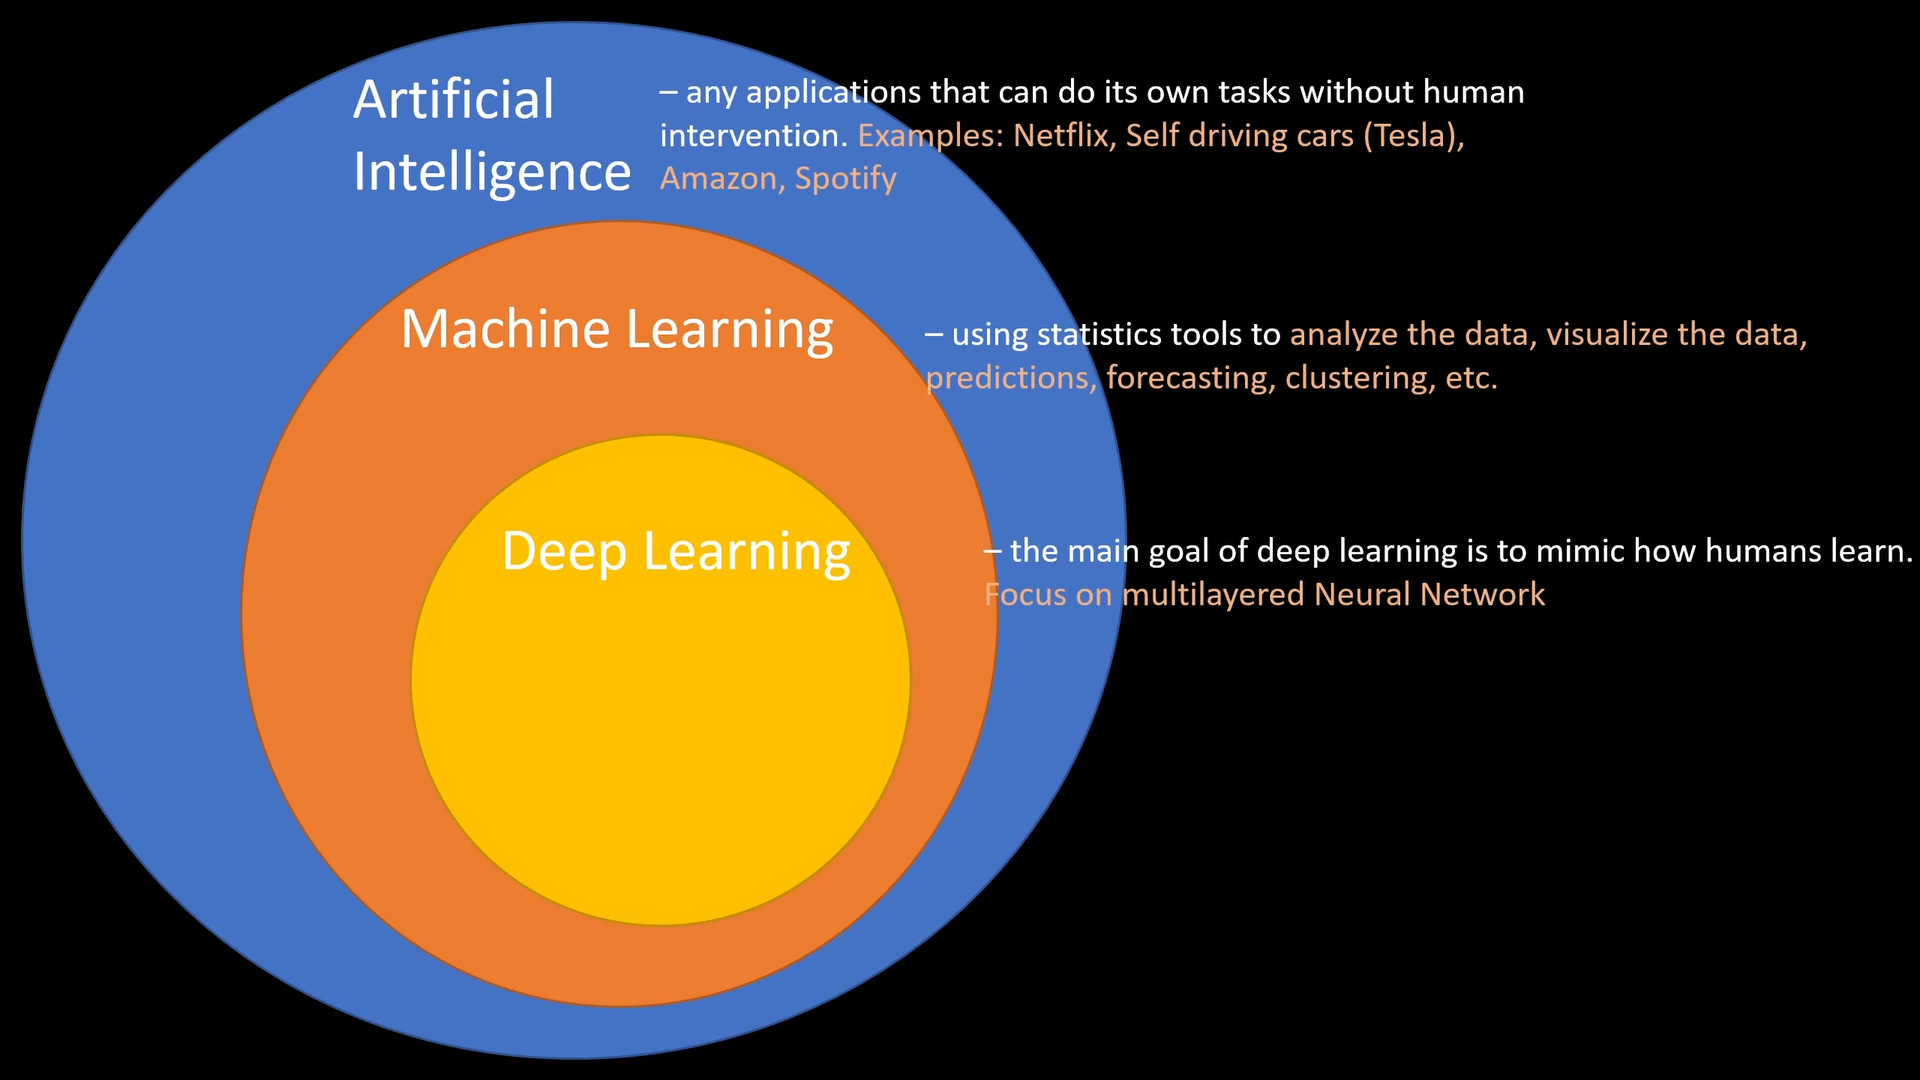 Artificial
Intelligence
– any applications that can do its own tasks without human
intervention. Examples: Netflix, Self driving cars (Tesla),
Amazon, Spotify
Machine Learning
– using statistics tools to analyze the data, visualize the data,
predictions, forecasting, clustering, etc.
Deep Learning
– the main goal of deep learning is to mimic how humans learn.
Focus on multilayered Neural Network